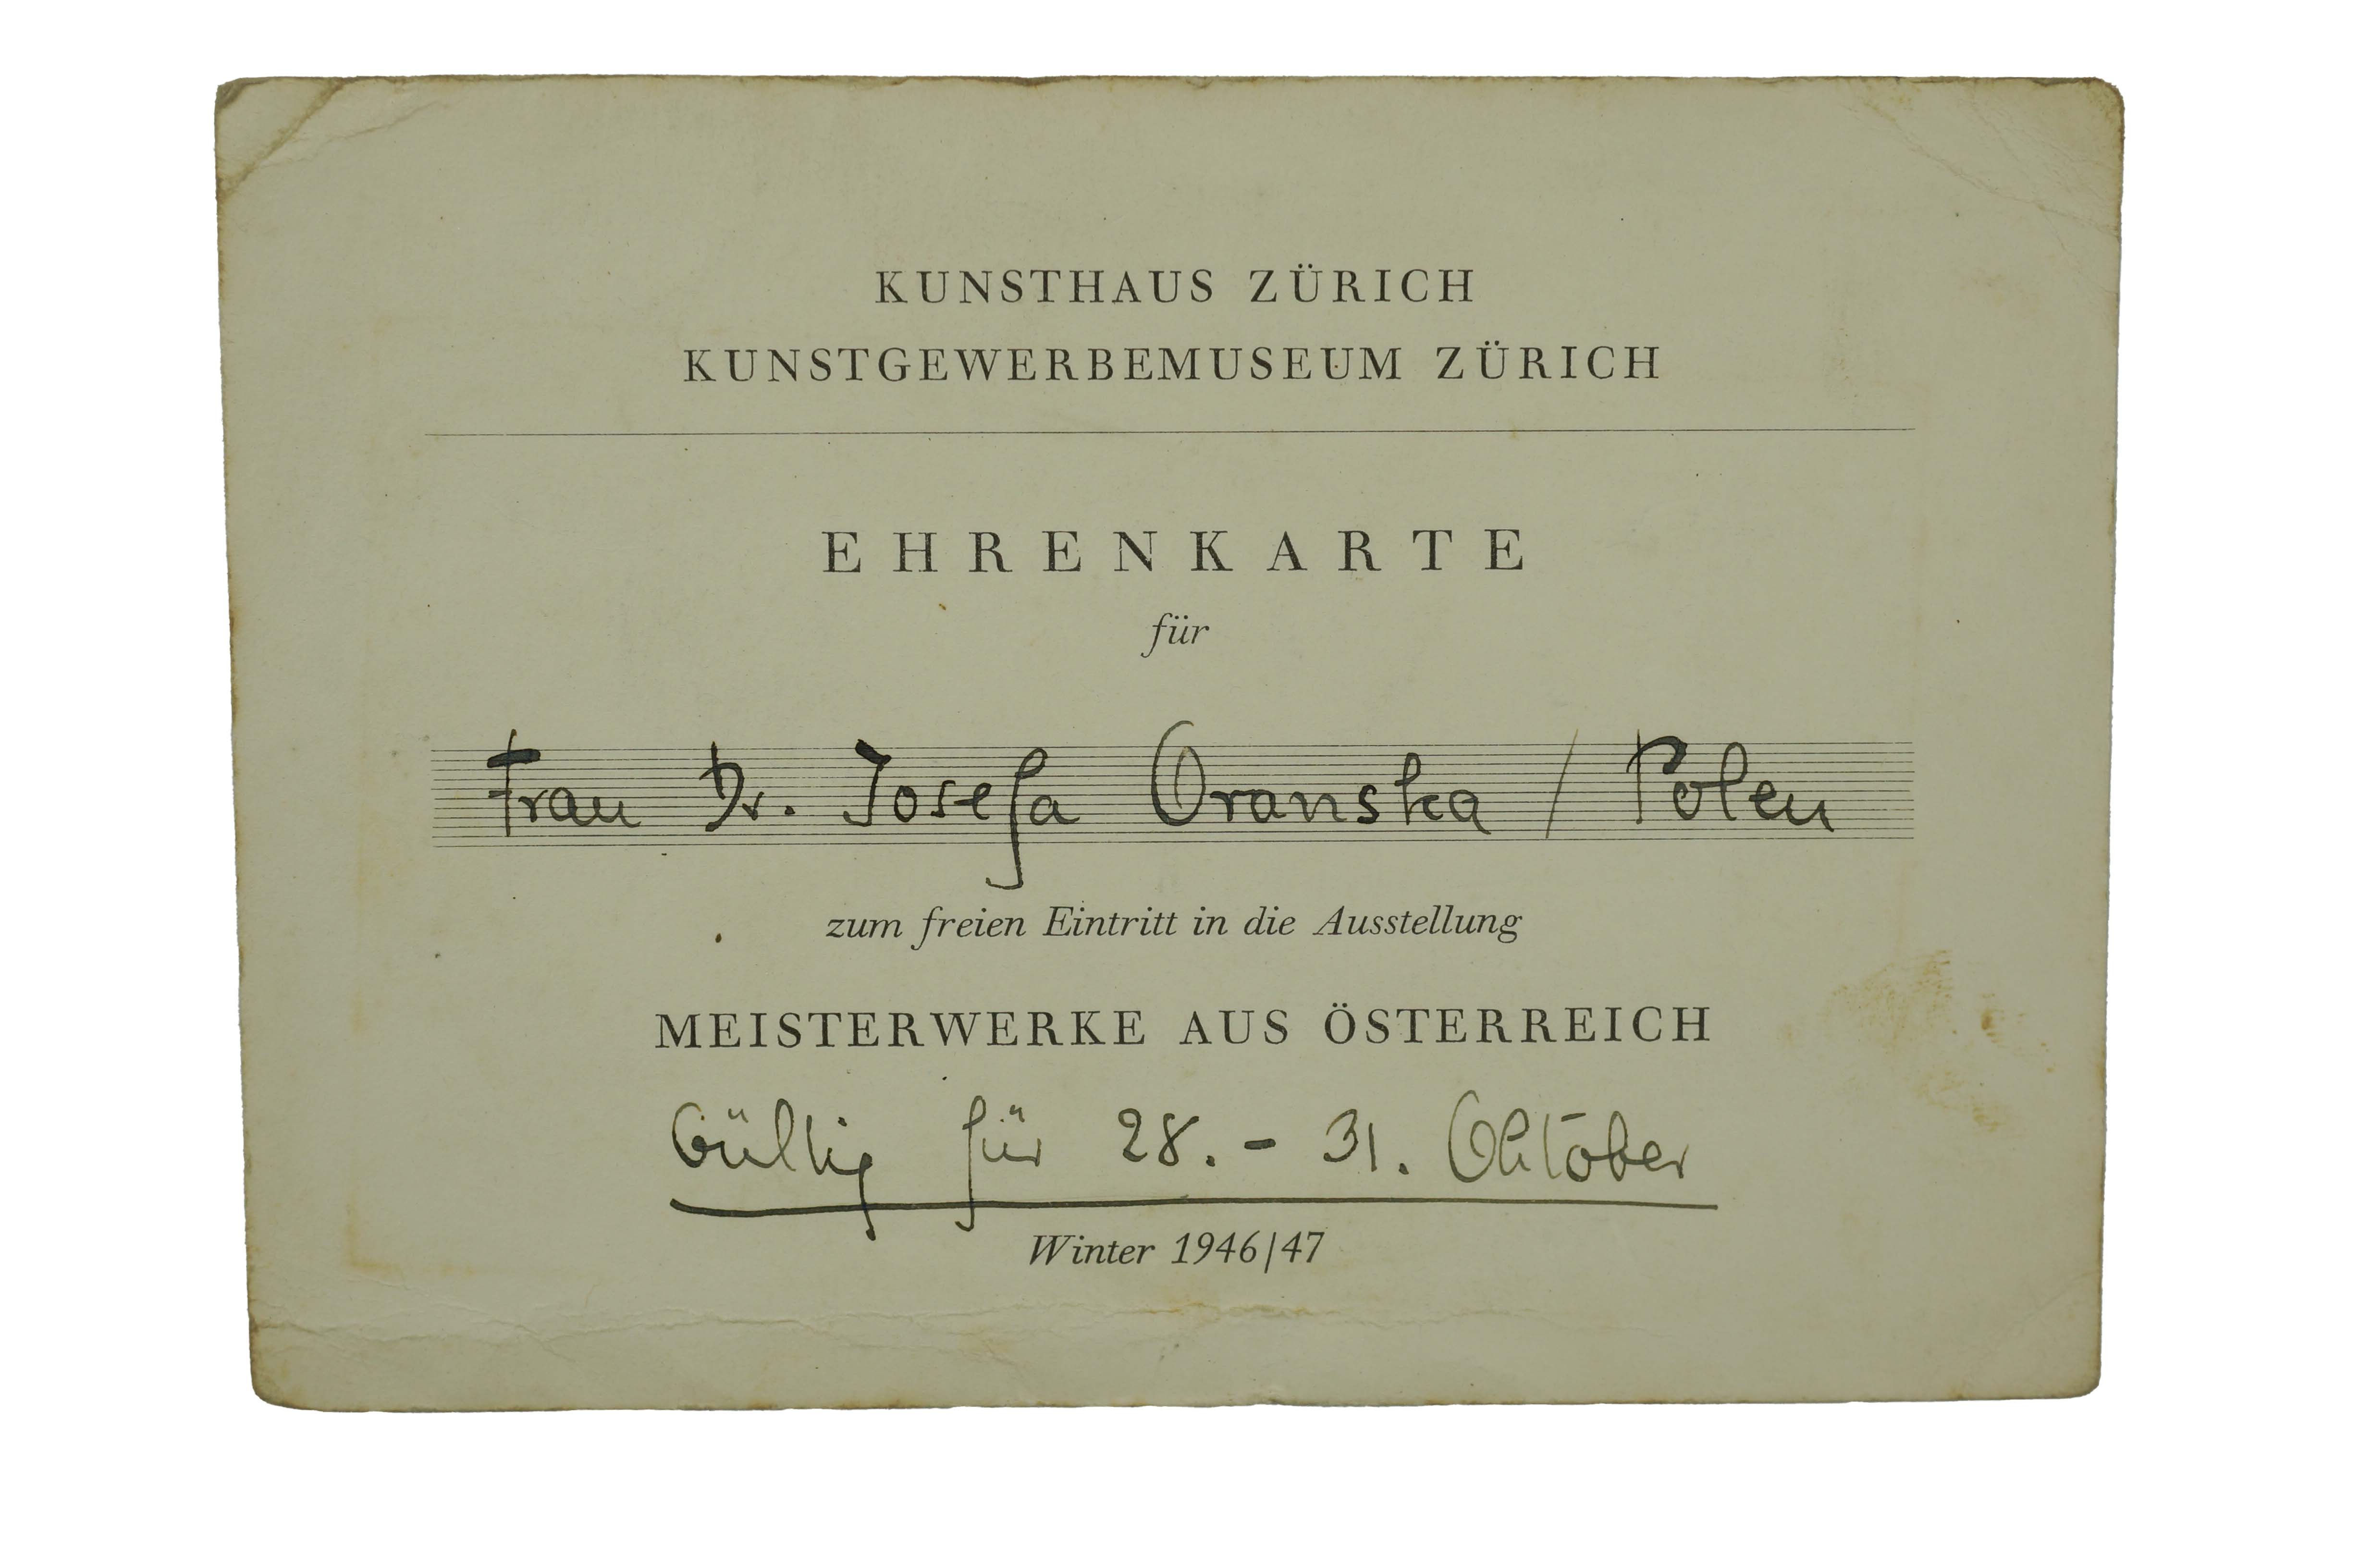 KUNSTHAUS ZÜRICH
KUNSTGEWERBEMUSEUM ZÜRICH
EHRENKARTE
für
Frau Dr. Josefa Oranska / Polen
zum freien Eintritt in die Ausstellung
MEISTERWERKE AUS ÖSTERREICH
Gültig für 28. - 31. Oktober
Winter 1946/47